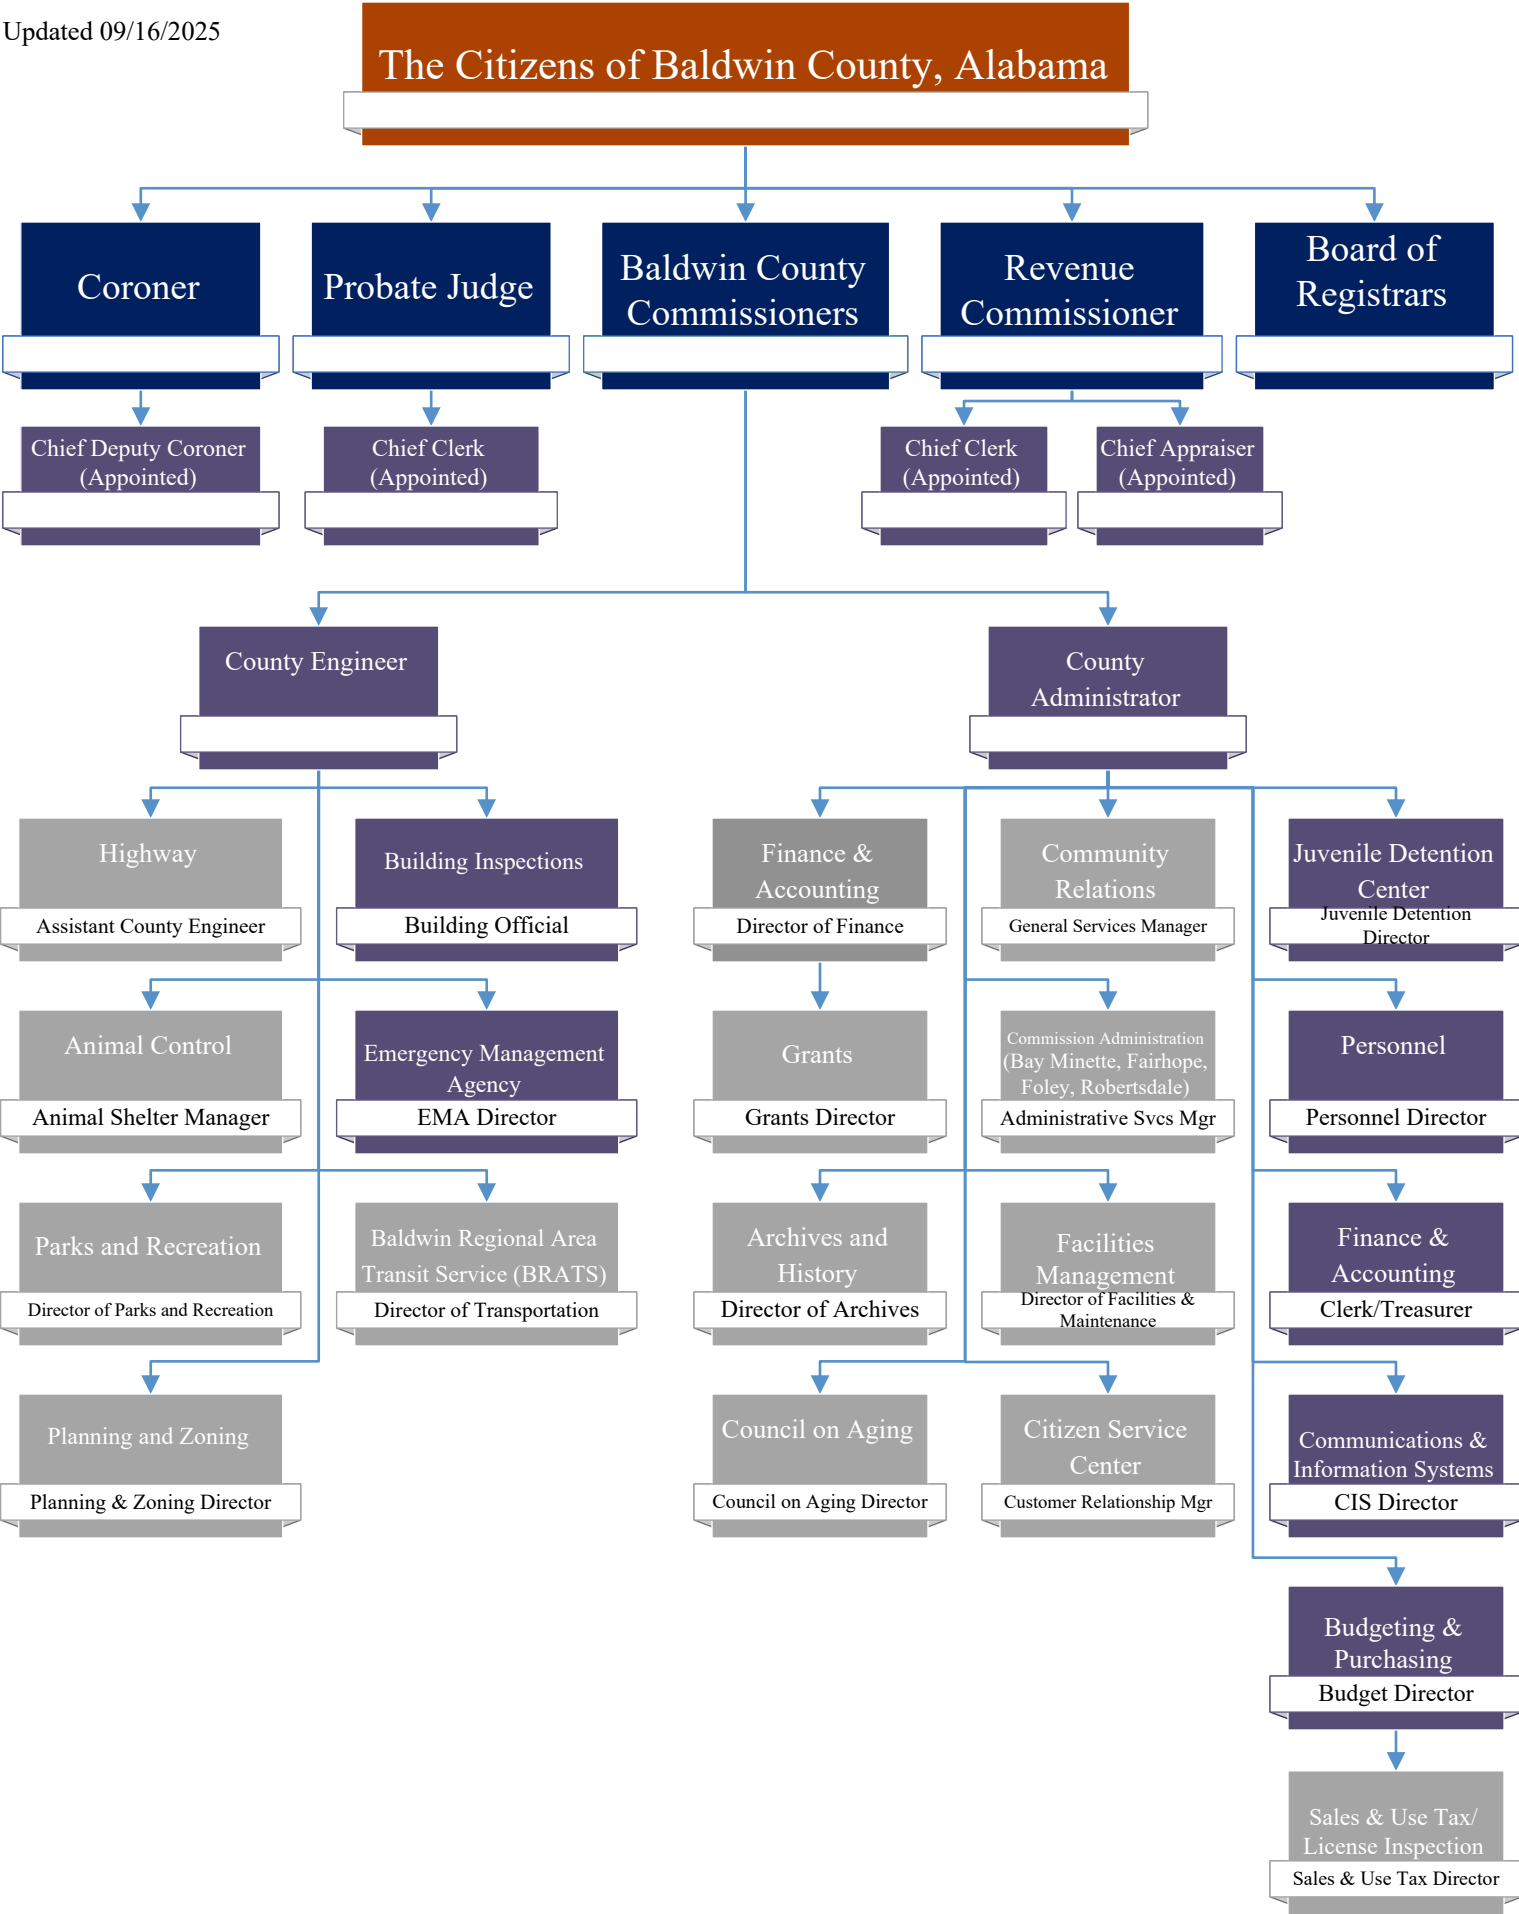 Updated 09/16/2025
The Citizens of Baldwin County, Alabama
Coroner
Probate Judge
Baldwin County
Commissioners
Revenue
Commissioner
Board of
Registrars
Chief Deputy Coroner
(Appointed)
Chief Clerk
(Appointed)
Chief Clerk
(Appointed)
Chief Appraiser
(Appointed)
County Engineer
County
Administrator
Highway
Assistant County Engineer
Building Inspections
Building Official
Finance &
Accounting
Director of Finance
Community
Relations
General Services Manager
Juvenile Detention
Center
Juvenile Detention
Director
Animal Control
Animal Shelter Manager
Emergency Management
Agency
EMA Director
Grants
Grants Director
Commission Administration
(Bay Minette, Fairhope,
Foley, Robertsdale)
Administrative Svcs Mgr
Personnel
Personnel Director
Parks and Recreation
Director of Parks and Recreation
Baldwin Regional Area
Transit Service (BRATS)
Director of Transportation
Archives and
History
Director of Archives
Facilities
Management
Director of Facilities &
Maintenance
Finance &
Accounting
Clerk/Treasurer
Planning and Zoning
Planning & Zoning Director
Council on Aging
Council on Aging Director
Citizen Service
Center
Customer Relationship Mgr
Communications &
Information Systems
CIS Director
Budgeting &
Purchasing
Budget Director
Sales & Use Tax/
License Inspection
Sales & Use Tax Director